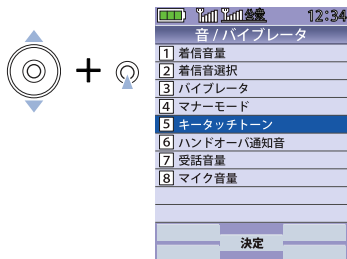 12:34
音 / バイブレータ
1 着信音量
2 着信音選択
3 バイブレータ
4 マナーモード
5 キータッチトーン
6 ハンドオーバ通知音
7 受話音量
8 マイク音量
決定